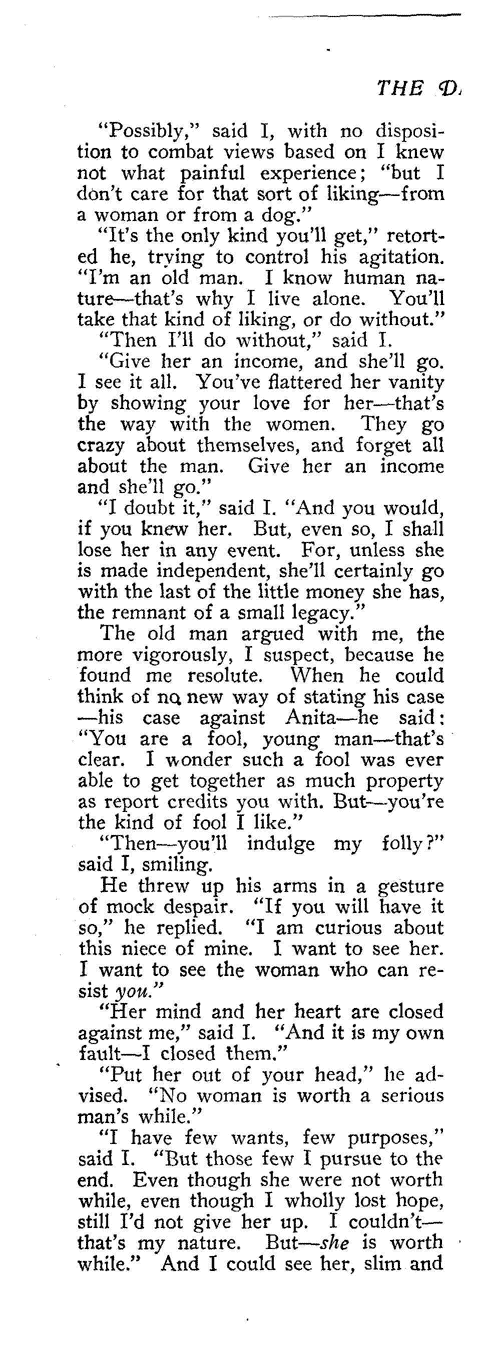 THE D
"Possibly," said I, with no disposi-
tion to combat views based on I knew
not what painful experience; "but I
don't care for that sort of liking—from
a woman or from a dog."
"It's the only kind you'll get," retort-
ed he, trying to control his agitation.
"I'm an old man. I know human na-
ture—that's why I live alone. You'll
take that kind of liking, or do without."
"Then I'll do without," said I.
"Give her an income, and she'll go.
I see it all. You've flattered her vanity
by showing your love for her—that's
the way with the women. They go
crazy about themselves, and forget all
about the man. Give her an income
and she'll go."
"I doubt it," said I. "And you would,
if you knew her. But, even so, I shall
lose her in any event. For, unless she
is made independent, she'll certainly go
with the last of the little money she has,
the remnant of a small legacy."
The old man argued with me, the
more vigorously, I suspect, because he
found me resolute. When he could
think of no new way of stating his case
—his case against Anita—he said:
"You are a fool, young man—that's
clear. I wonder such a fool was ever
able to get together as much property
as report credits you with. But—you're
the kind of fool I like."
"Then—you'll indulge my folly?"
said I, smiling.
He threw up his arms in a gesture
of mock despair. "If you will have it
so," he replied. "I am curious about
this niece of mine. I want to see her.
I want to see the woman who can re-
sist you."
"Her mind and her heart are closed
against me," said I. "And it is my own
fault—I closed them."
"Put her out of your head," he ad-
vised. "No woman is worth a serious
man's while."
"I have few wants, few purposes,"
said I. "But those few I pursue to the
end. Even though she were not worth
while, even though I wholly lost hope,
still I'd not give her up. I couldn't—
that's my nature. But—she is worth
while." And I could see her, slim and